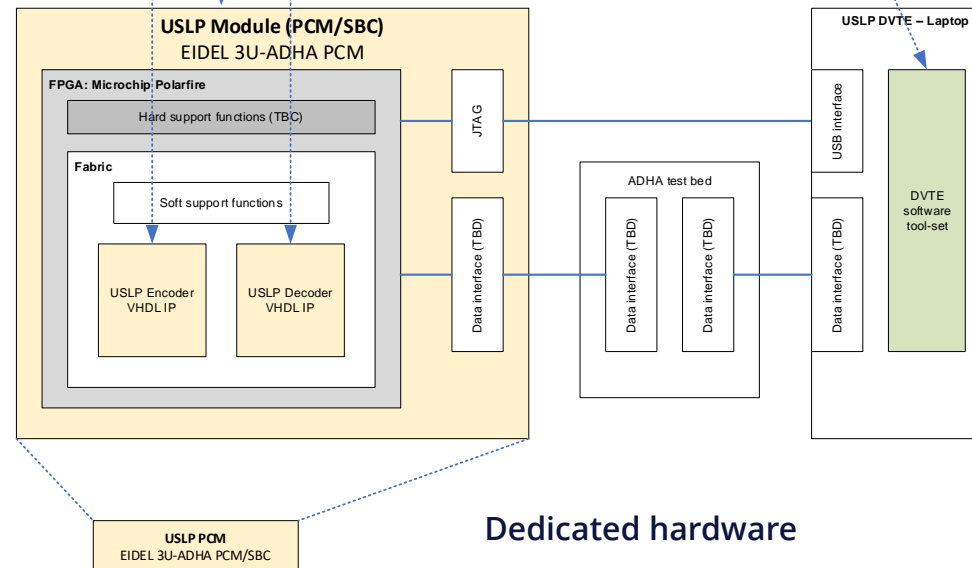 USLP Module (PCM/SBC)
EIDEL 3U-ADHA PCM
FPGA: Microchip Polarfire
Hard support functions (TBC)
Fabric
Soft support functions
USLP Encoder
VHDL IP
USLP Decoder
VHDL IP
JTAG
Data interface (TBD)
ADHA test bed
Data interface (TBD)
Data interface (TBD)
USLP DVTE – Laptop
USB interface
Data interface (TBD)
DVTE
software
tool-set
USLP PCM
EIDEL 3U-ADHA PCM/SBC
Dedicated hardware